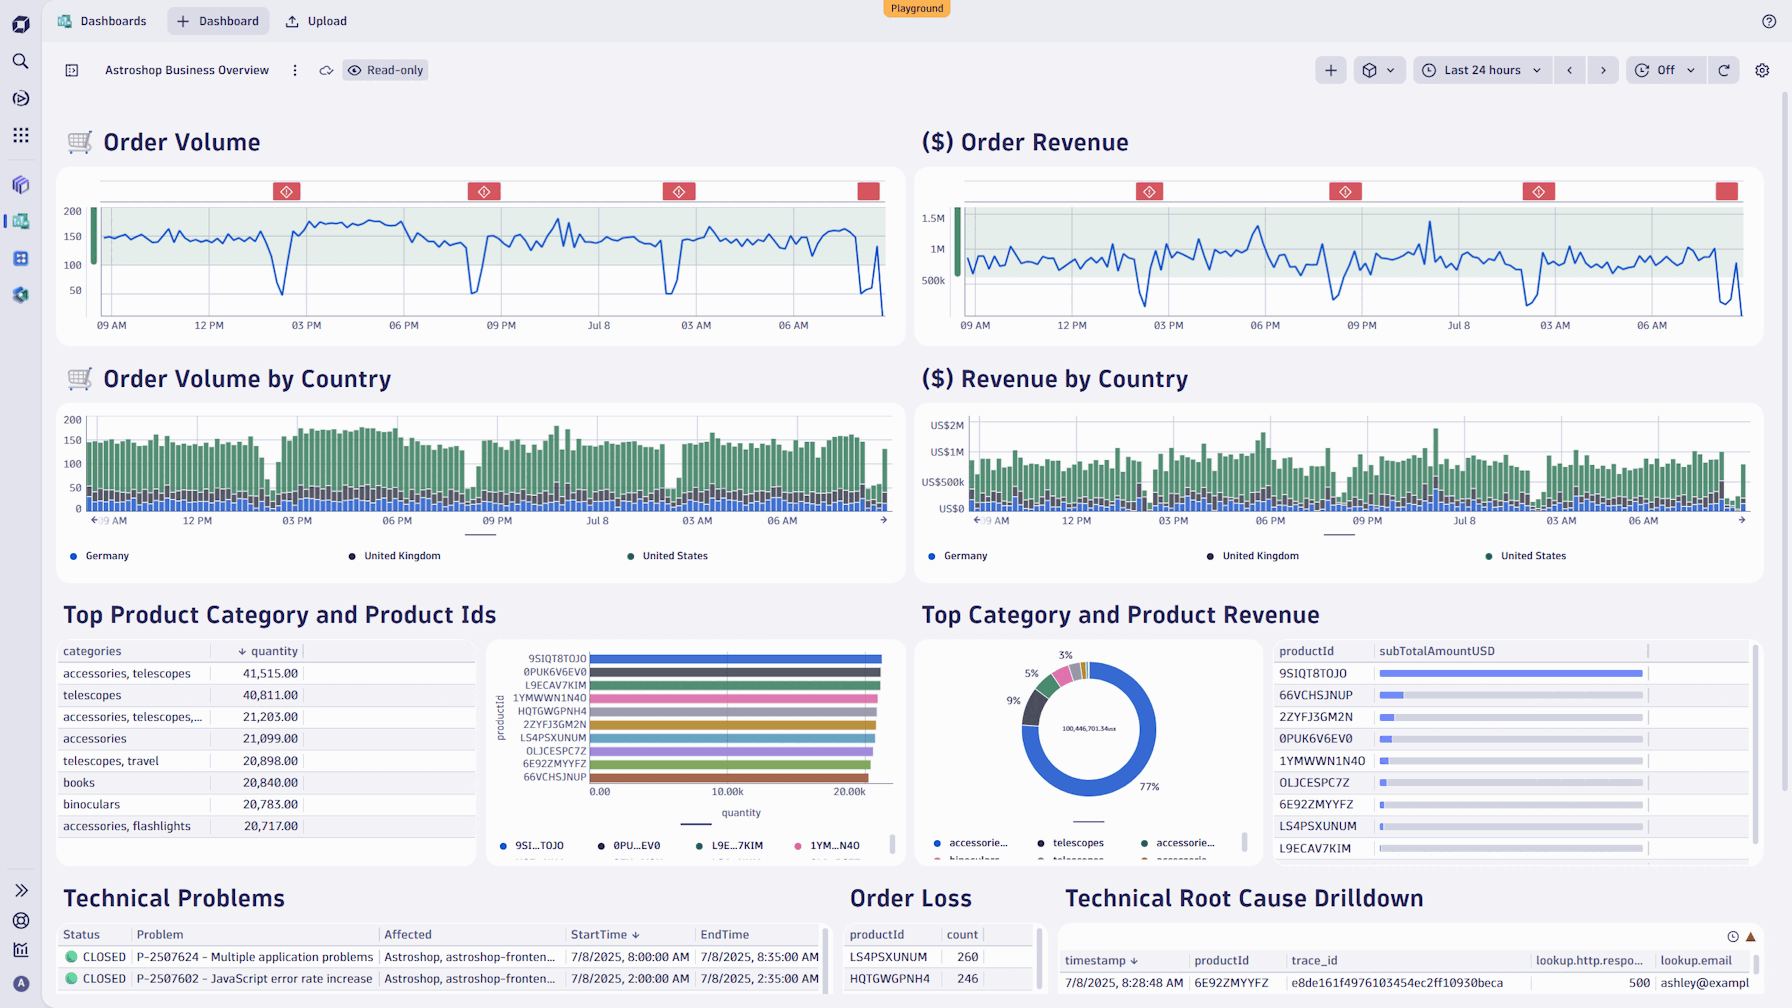 Dashboards
Dashboard
Upload
Playground
Astroshop Business Overview
Read-only
Last 24 hours
Off
Order Volume
200
150
100
50
09 AM 12 PM 03 PM 06 PM 09 PM Jul 8 03 AM 06 AM
($) Order Revenue
1.5M
1M
500k
09 AM 12 PM 03 PM 06 PM 09 PM Jul 8 03 AM 06 AM
Order Volume by Country
200
150
100
50
0
09 AM 12 PM 03 PM 06 PM 09 PM Jul 8 03 AM 06 AM
Germany United Kingdom United States
($) Revenue by Country
US$2M
US$1M
US$500k
US$0
09 AM 12 PM 03 PM 06 PM 09 PM Jul 8 03 AM 06 AM
Germany United Kingdom United States
Top Product Category and Product Ids
categories quantity
accessories, telescopes 41,515.00
telescopes 40,811.00
accessories, telescopes,... 21,203.00
accessories 21,099.00
telescopes, travel 20,898.00
books 20,840.00
binoculars 20,783.00
accessories, flashlights 20,717.00
productId
9SIQT8TOJO
0PUK6V6EV0
L9ECAV7KIM
1YMWWN1N4O
HQTGWGPNH4
2ZYFJ3GM2N
LS4PSXUNUM
OLJCESPC7Z
6E92ZMYYFZ
66VCHSJNUP
0.00 10.00k 20.00k
quantity
9SI...TOJO 0PU...EV0 L9E...7KIM 1YM...N4O
Top Category and Product Revenue
3%
5%
9%
77%
100,446,701.34usx
accessorie... telescopes accessorie...
binoculars telescopes accessorie
productId subTotalAmountUSD
9SIQT8TOJO
66VCHSJNUP
2ZYFJ3GM2N
0PUK6V6EV0
1YMWWN1N4O
OLJCESPC7Z
6E92ZMYYFZ
LS4PSXUNUM
L9ECAV7KIM
Technical Problems
Status Problem Affected StartTime EndTime
CLOSED P-2507624 - Multiple application problems Astroshop, astroshop-fronten... 7/8/2025, 8:00:00 AM 7/8/2025, 8:35:00 AM
CLOSED P-2507602 - JavaScript error rate increase Astroshop, astroshop-fronten... 7/8/2025, 2:00:00 AM 7/8/2025, 2:35:00 AM
Order Loss
productId count
LS4PSXUNUM 260
HQTGWGPNH4 246
Technical Root Cause Drilldown
timestamp productId trace_id lookup.http.respo... lookup.email
7/8/2025, 8:28:48 AM 6E92ZMYYFZ e8de161f4976103454ec2ff10930beca 500 ashley@exampl
A